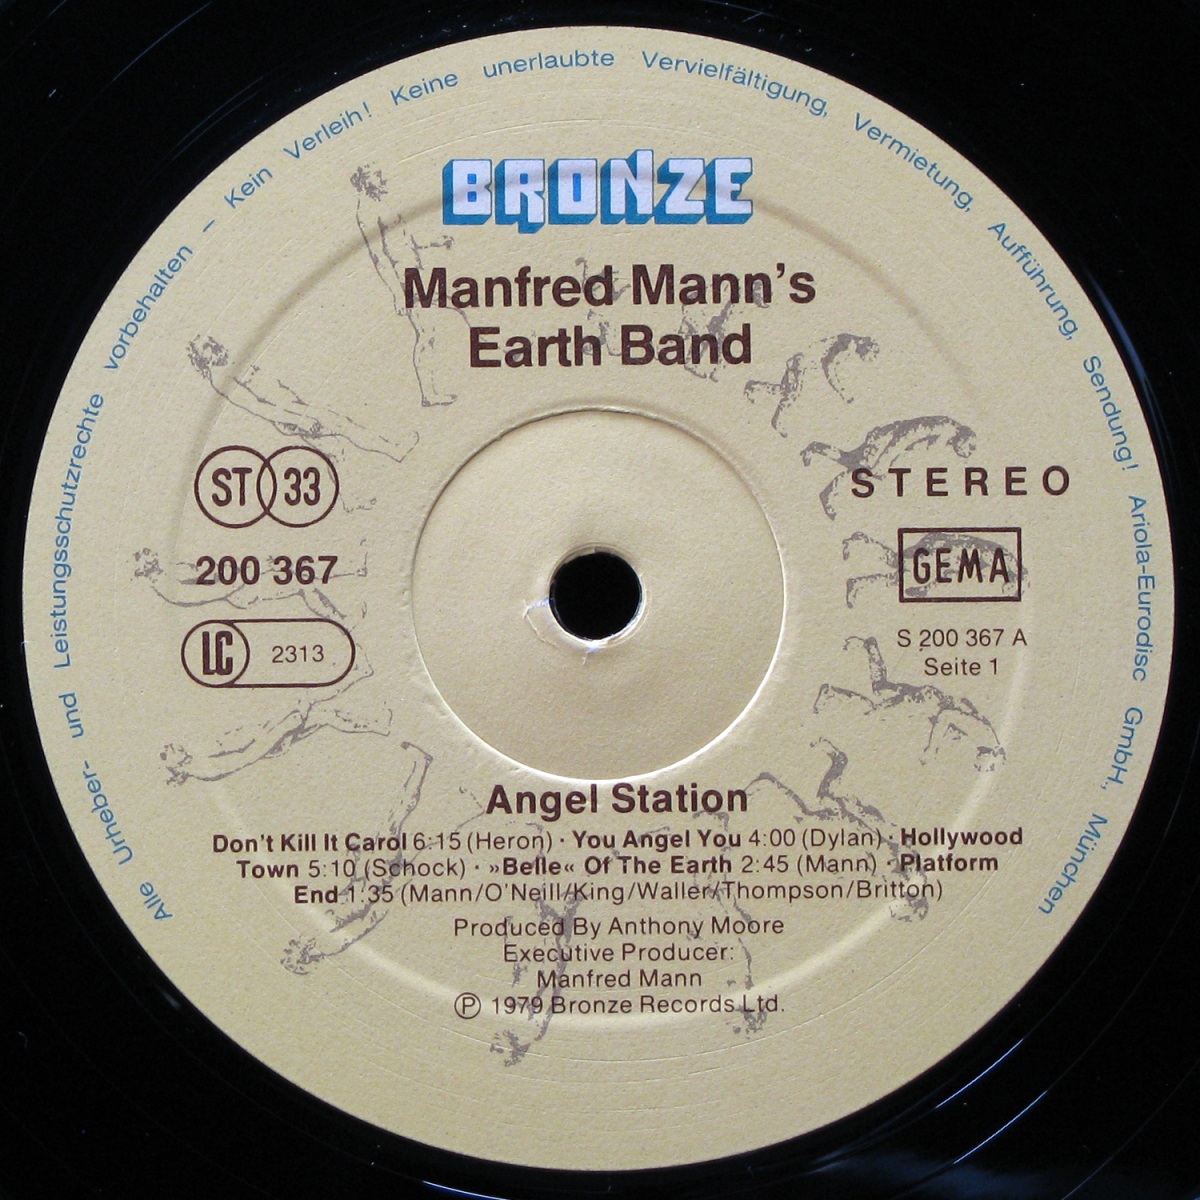 Alle Urheber- und Leistungsschutzrechte vorbehalten – Kein Verleih! Keine unerlaubte Vervielfältigung, Vermietung, Aufführung, Sendung! Ariola-Eurodisc GmbH, München
BRONZE
Manfred Mann's
Earth Band
ST 33
STEREO
200 367
GEMA
LC 2313
S 200 367 A
Seite 1
Angel Station
Don't Kill It Carol 6:15 (Heron) · You Angel You 4:00 (Dylan) · Hollywood
Town 5:10 (Schock) · »Belle« Of The Earth 2:45 (Mann) · Platform
End 1:35 (Mann/O'Neill/King/Waller/Thompson/Britton)
Produced By Anthony Moore
Executive Producer:
Manfred Mann
℗ 1979 Bronze Records Ltd.